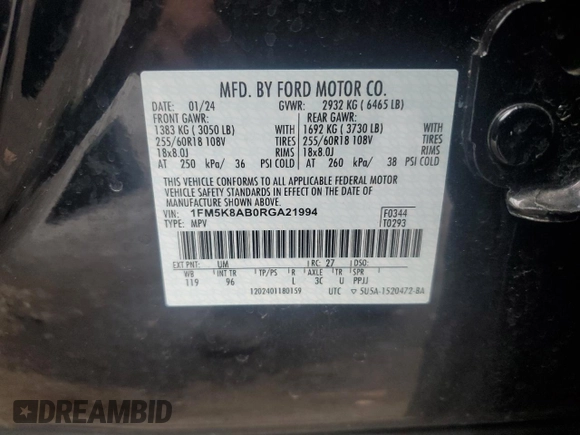 MFD. BY FORD MOTOR CO.
DATE: 01/24 GVWR: 2932 KG ( 6465 LB)
FRONT GAWR: REAR GAWR:
1383 KG ( 3050 LB) WITH 1692 KG ( 3730 LB) WITH
255/60R18 108V TIRES 255/60R18 108V TIRES
18x8.0J RIMS 18x8.0J RIMS
AT 250 kPa/ 36 PSI COLD AT 260 kPa/ 38 PSI COLD
THIS VEHICLE CONFORMS TO ALL APPLICABLE FEDERAL MOTOR
VEHICLE SAFETY STANDARDS IN EFFECT ON THE DATE OF
MANUFACTURE SHOWN ABOVE.
VIN: 1FM5K8AB0RGA21994 F0344
TYPE: MPV T0293
EXT PNT: UM RC: 27 DSO:
WB INT TR TP/PS R AXLE TR SPR
119 96 L 3C U PPJJ
1202401180159 UTC ▽ 5U5A-1520472-BA
DREAMBID